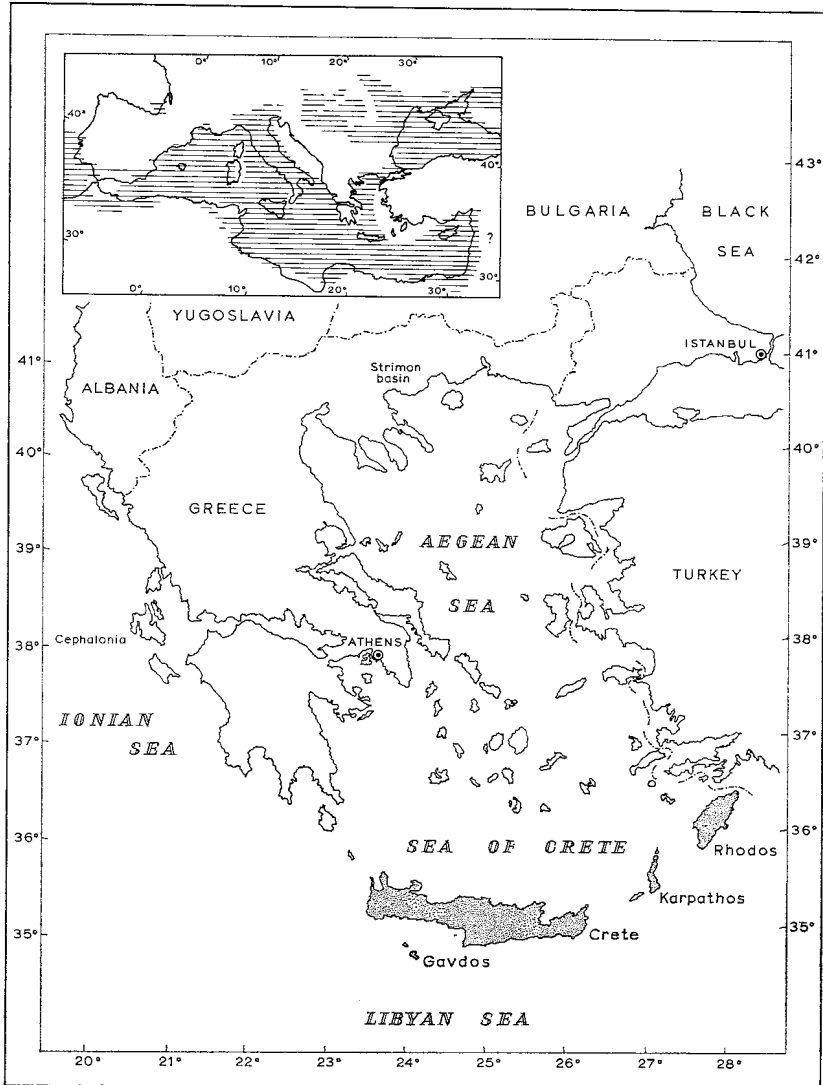 0° 10° 20° 30°
40°
40°
30°
?
30°
0° 10° 20° 30°
43°
BULGARIA
BLACK
SEA
42°
YUGOSLAVIA
ISTANBUL
41°
41°
Strimon
basin
ALBANIA
40°
40°
GREECE
AEGEAN
39°
39°
TURKEY
SEA
Cephalonia
38°
ATHENS
38°
IONIAN
SEA
37°
37°
36°
SEA OF CRETE
36°
Rhodos
Karpathos
35°
35°
Crete
Gavdos
LIBYAN SEA
20° 21° 22° 23° 24° 25° 26° 27° 28°